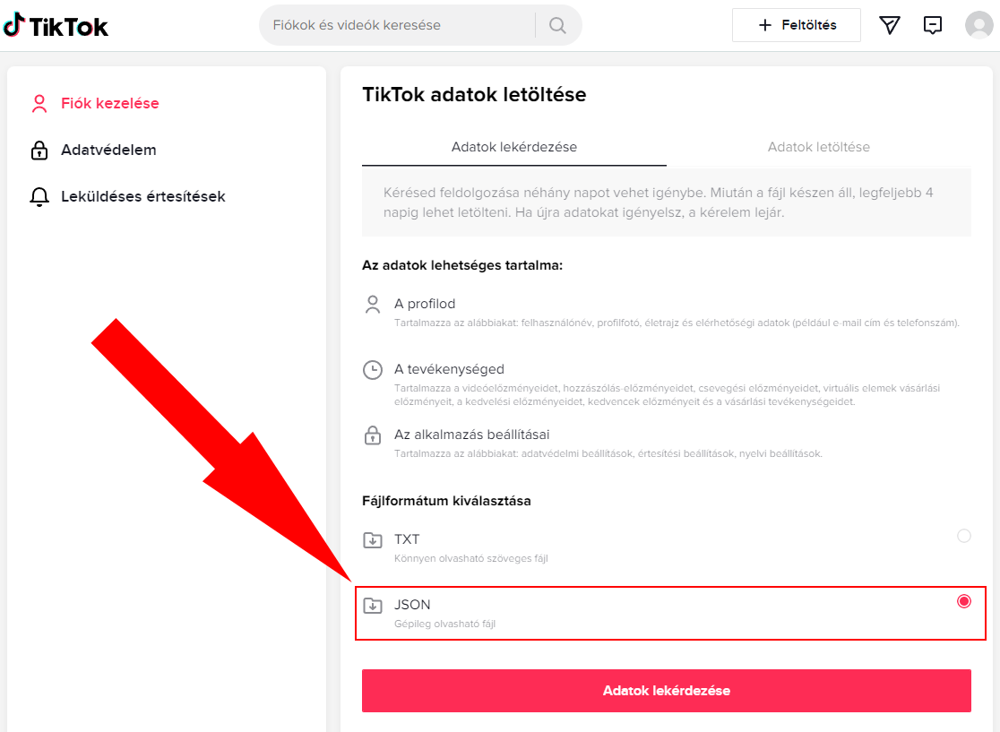 TikTok
Fiókok és videók keresése
Feltöltés
Fiók kezelése
Adatvédelem
Leküldéses értesítések
TikTok adatok letöltése
Adatok lekérdezése
Adatok letöltése
Kérésed feldolgozása néhány napot vehet igénybe. Miután a fájl készen áll, legfeljebb 4
napig lehet letölteni. Ha újra adatokat igényelsz, a kérelem lejár.
Az adatok lehetséges tartalma:
A profilod
Tartalmazza az alábbiakat: felhasználónév, profilfotó, életrajz és elérhetőségi adatok (például e-mail cím és telefonszám).
A tevékenységed
Tartalmazza a videóelőzményeidet, hozzászólás-előzményeidet, csevegési előzményeidet, virtuális elemek vásárlási
előzményeit, a kedvelési előzményeidet, kedvencek előzményeit és a vásárlási tevékenységeidet.
Az alkalmazás beállításai
Tartalmazza az alábbiakat: adatvédelmi beállítások, értesítési beállítások, nyelvi beállítások.
Fájlformátum kiválasztása
TXT
Könnyen olvasható szöveges fájl
JSON
Gépileg olvasható fájl
Adatok lekérdezése